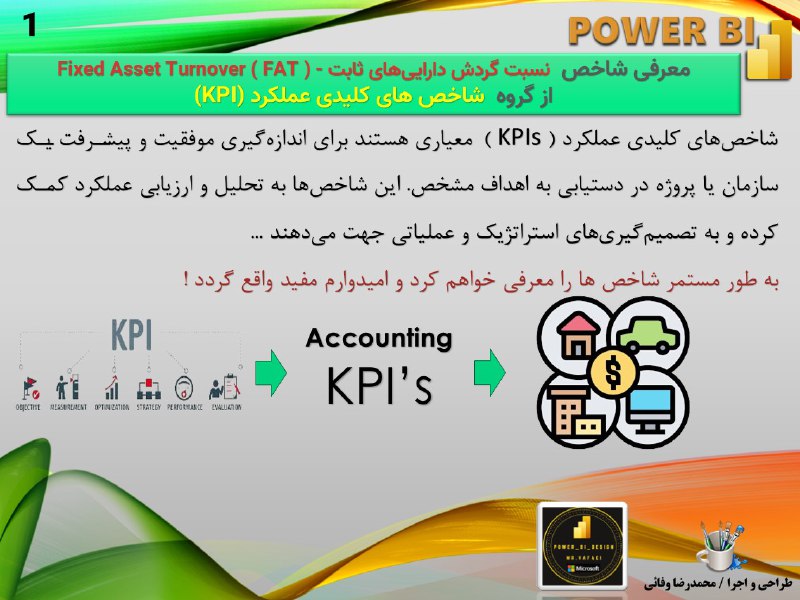 1
POWER BI
معرفی شاخص نسبت گردش دارایی‌های ثابت - Fixed Asset Turnover ( FAT )
از گروه شاخص های کلیدی عملکرد (KPI)
شاخص‌های کلیدی عملکرد ( KPIs ) معیاری هستند برای اندازه‌گیری موفقیت و پیشرفت یک
سازمان یا پروژه در دستیابی به اهداف مشخص. این شاخص‌ها به تحلیل و ارزیابی عملکرد کمک
کرده و به تصمیم‌گیری‌های استراتژیک و عملیاتی جهت می‌دهند ...
به طور مستمر شاخص ها را معرفی خواهم کرد و امیدوارم مفید واقع گردد !
KPI
OBJECTIVE MEASUREMENT OPTIMIZATION STRATEGY PERFORMANCE EVALUATION
Accounting
KPI's
$
POWER_BI_DESIGN
MR.VAFAEI
Microsoft
طراحی و اجرا / محمدرضا وفائی